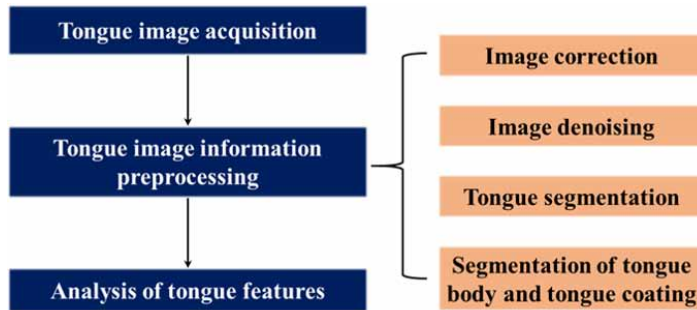 Tongue image acquisition
Tongue image information
preprocessing
Analysis of tongue features
Image correction
Image denoising
Tongue segmentation
Segmentation of tongue
body and tongue coating